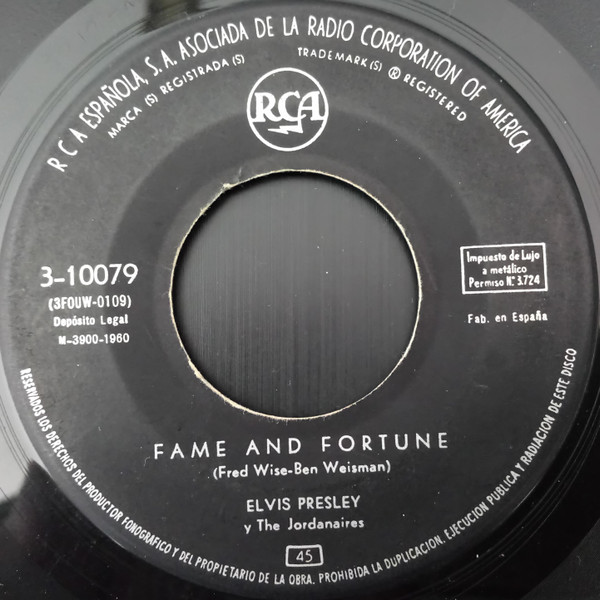 RCA ESPAÑOLA, S. A. ASOCIADA DE LA RADIO CORPORATION OF AMERICA
MARCA (S) REGISTRADA (S)
TRADEMARK (S) ® REGISTERED
RCA
3-10079
(3FOUW-0109)
Depósito Legal
M-3900-1960
Impuesto de Lujo
a metálico
Permiso N.º 3.724
Fab. en España
FAME AND FORTUNE
(Fred Wise-Ben Weisman)
ELVIS PRESLEY
y The Jordanaires
45
RESERVADOS LOS DERECHOS DEL PRODUCTOR FONOGRAFICO Y DEL PROPIETARIO DE LA OBRA. PROHIBIDA LA DUPLICACION, EJECUCION PUBLICA Y RADIACION DE ESTE DISCO